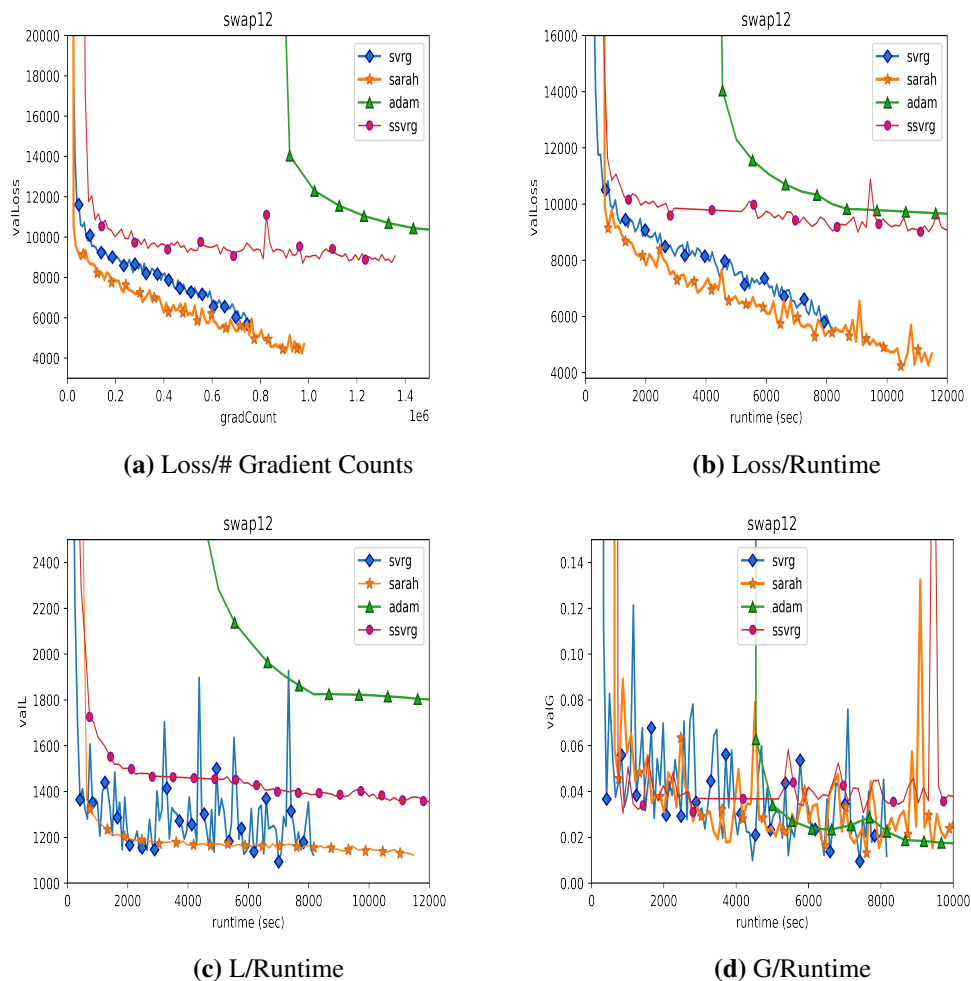 swap12
20000
18000
16000
14000
12000
10000
8000
6000
4000
valLoss
svrg
sarah
adam
ssvrg
0.0 0.2 0.4 0.6 0.8 1.0 1.2 1.4
1e6
gradCount
(a) Loss/# Gradient Counts
swap12
16000
14000
12000
10000
8000
6000
4000
valLoss
svrg
sarah
adam
ssvrg
0 2000 4000 6000 8000 10000 12000
runtime (sec)
(b) Loss/Runtime
swap12
2400
2200
2000
1800
1600
1400
1200
1000
valL
svrg
sarah
adam
ssvrg
0 2000 4000 6000 8000 10000 12000
runtime (sec)
(c) L/Runtime
swap12
0.14
0.12
0.10
0.08
0.06
0.04
0.02
0.00
valG
svrg
sarah
adam
ssvrg
0 2000 4000 6000 8000 10000
runtime (sec)
(d) G/Runtime